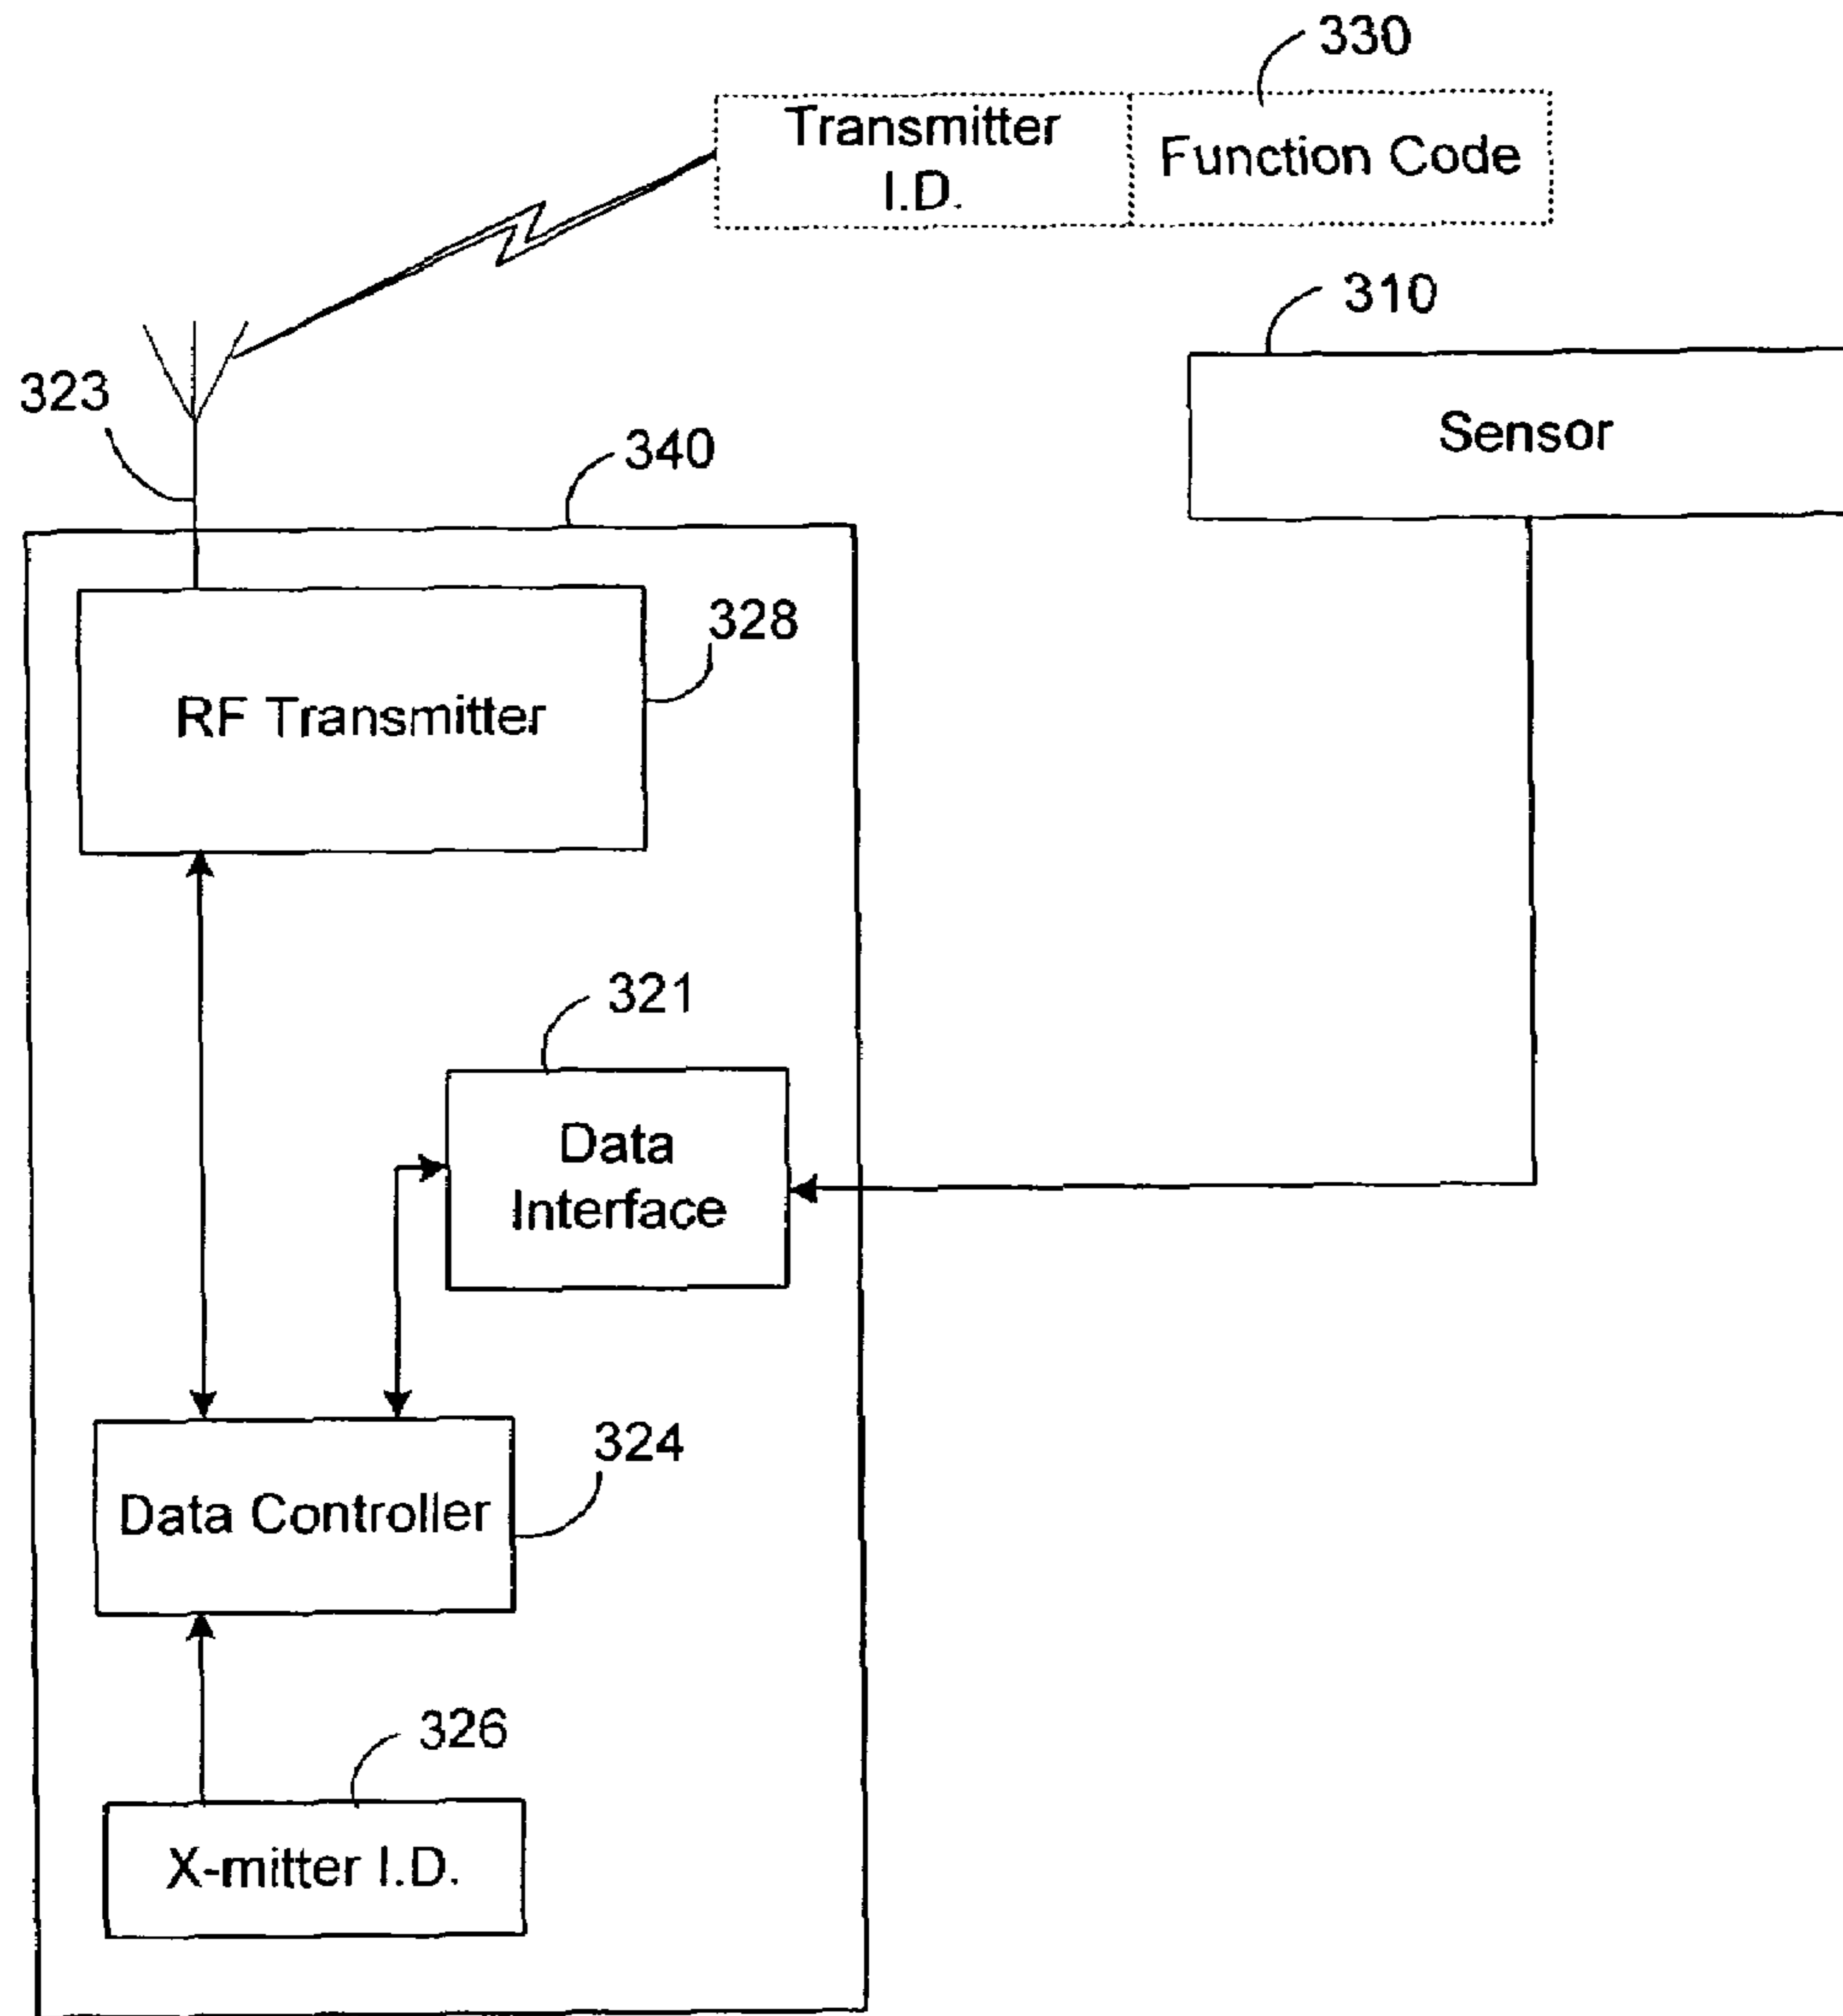 330
Transmitter
I.D.
Function Code
310
Sensor
323
340
328
RF Transmitter
321
Data
Interface
324
Data Controller
326
X-mitter I.D.